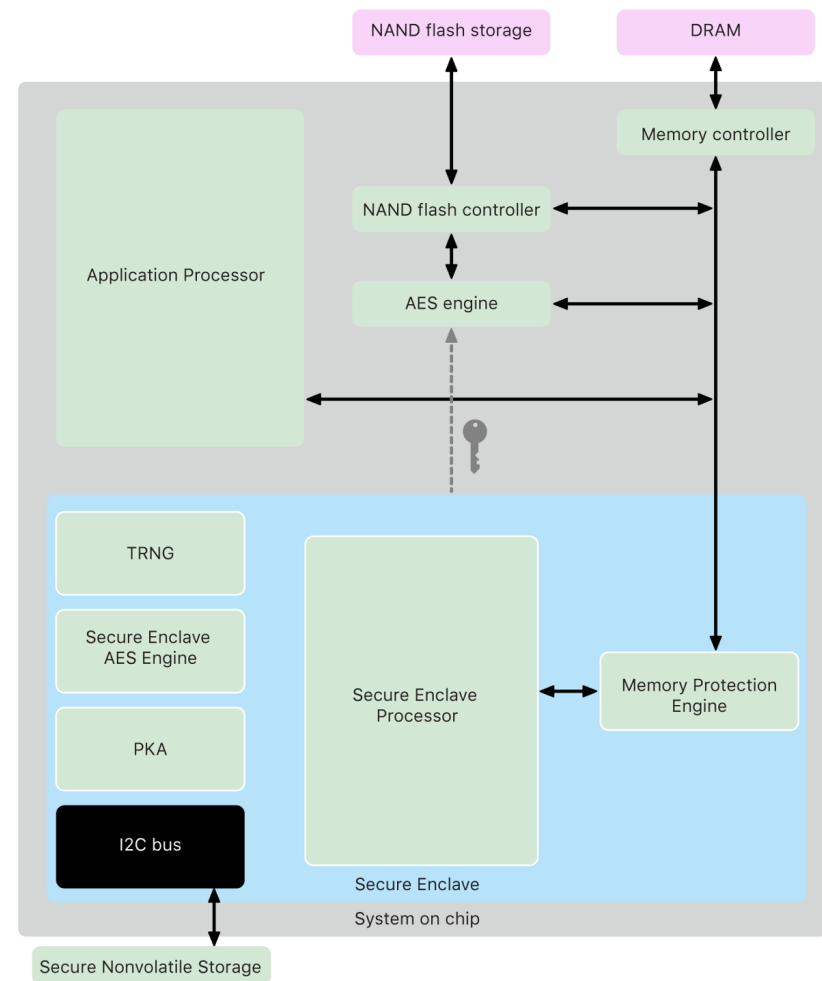 NAND flash storage
DRAM
Memory controller
NAND flash controller
Application Processor
AES engine
TRNG
Secure Enclave
AES Engine
PKA
I2C bus
Secure Enclave
Processor
Memory Protection
Engine
Secure Enclave
System on chip
Secure Nonvolatile Storage